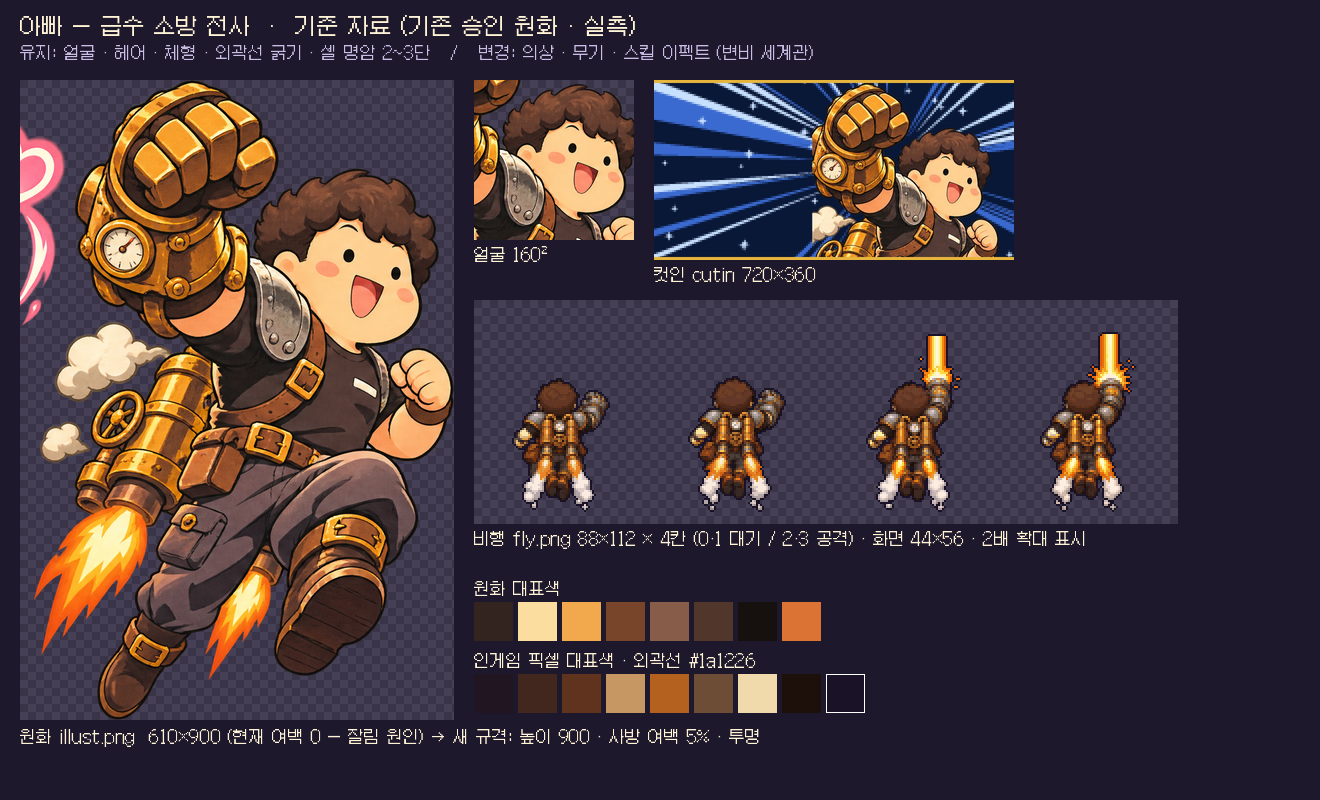 아빠 — 급수 소방 전사 · 기준 자료 (기존 승인 원화 · 실측)
유지: 얼굴 · 헤어 · 체형 · 외곽선 굵기 · 셀 명암 2~3단 / 변경: 의상 · 무기 · 스킬 이펙트 (변비 세계관)
얼굴 160²
컷인 cutin 720×360
비행 fly.png 88×112 × 4칸 (0·1 대기 / 2·3 공격) · 화면 44×56 · 2배 확대 표시
원화 대표색
인게임 픽셀 대표색 · 외곽선 #1a1226
원화 illust.png 610×900 (현재 여백 0 — 잘림 원인) → 새 규격: 높이 900 · 사방 여백 5% · 투명